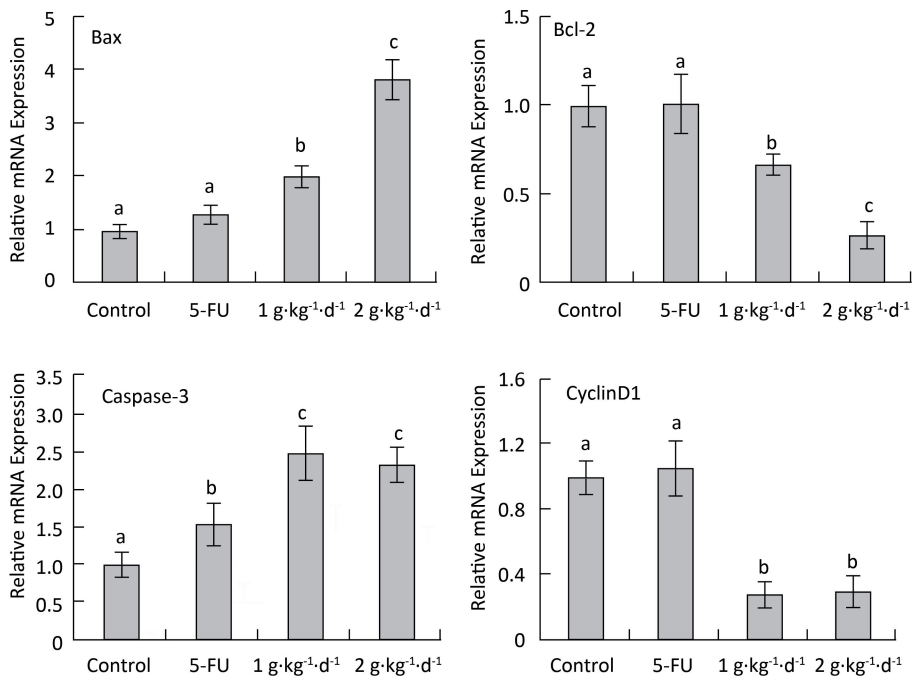 Bax
Relative mRNA Expression
5
4
3
2
1
0
a
a
b
c
Control 5-FU 1 g·kg⁻¹·d⁻¹ 2 g·kg⁻¹·d⁻¹
Bcl-2
Relative mRNA Expression
1.5
1.0
0.5
0
a
a
b
c
Control 5-FU 1 g·kg⁻¹·d⁻¹ 2 g·kg⁻¹·d⁻¹
Caspase-3
Relative mRNA Expression
3.5
3.0
2.5
2.0
1.5
1.0
0.5
0
a
b
c
c
Control 5-FU 1 g·kg⁻¹·d⁻¹ 2 g·kg⁻¹·d⁻¹
CyclinD1
Relative mRNA Expression
1.6
1.2
0.8
0.4
0
a
a
b
b
Control 5-FU 1 g·kg⁻¹·d⁻¹ 2 g·kg⁻¹·d⁻¹